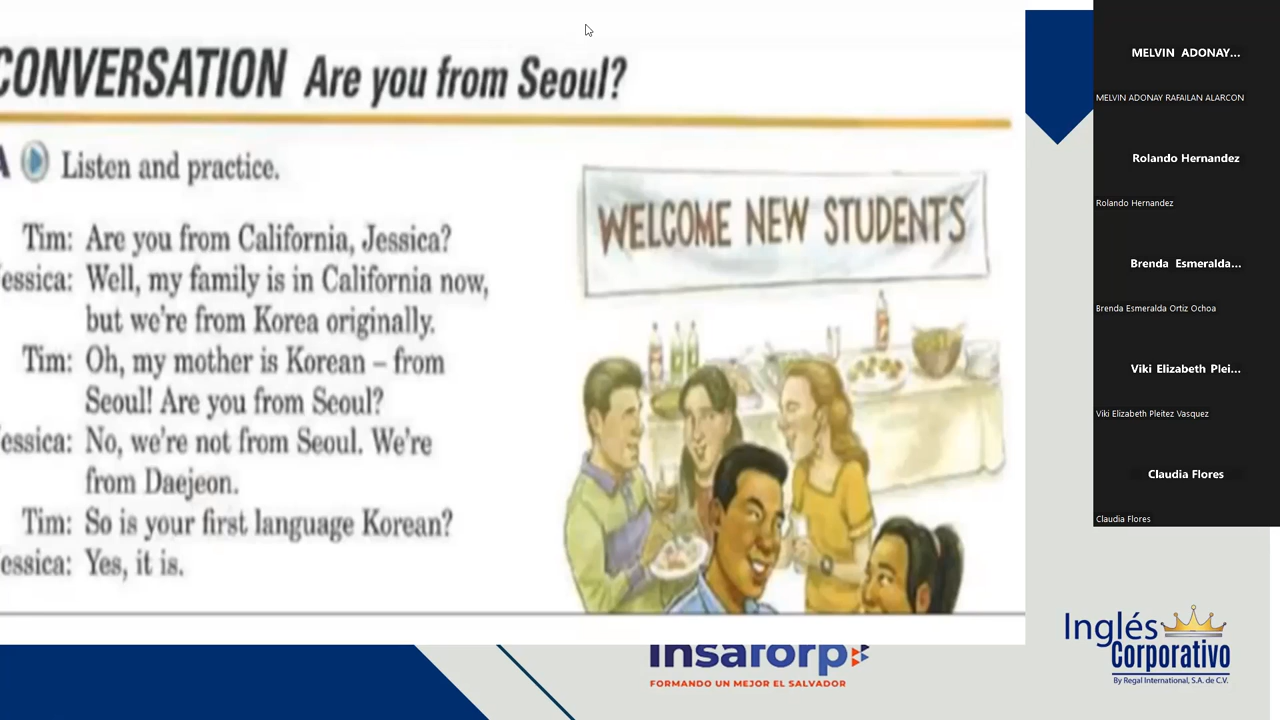 CONVERSATION Are you from Seoul?
A Listen and practice.
Tim: Are you from California, Jessica?
essica: Well, my family is in California now,
but we're from Korea originally.
Tim: Oh, my mother is Korean – from
Seoul! Are you from Seoul?
essica: No, we're not from Seoul. We're
from Daejeon.
Tim: So is your first language Korean?
essica: Yes, it is.
WELCOME NEW STUDENTS
MELVIN ADONAY...
MELVIN ADONAY RAFAILAN ALARCON
Rolando Hernandez
Rolando Hernandez
Brenda Esmeralda...
Brenda Esmeralda Ortiz Ochoa
Viki Elizabeth Plei...
Viki Elizabeth Pleitez Vasquez
Claudia Flores
Claudia Flores
insaforp
FORMANDO UN MEJOR EL SALVADOR
Inglés
Corporativo
By Regal International, S.A. de C.V.